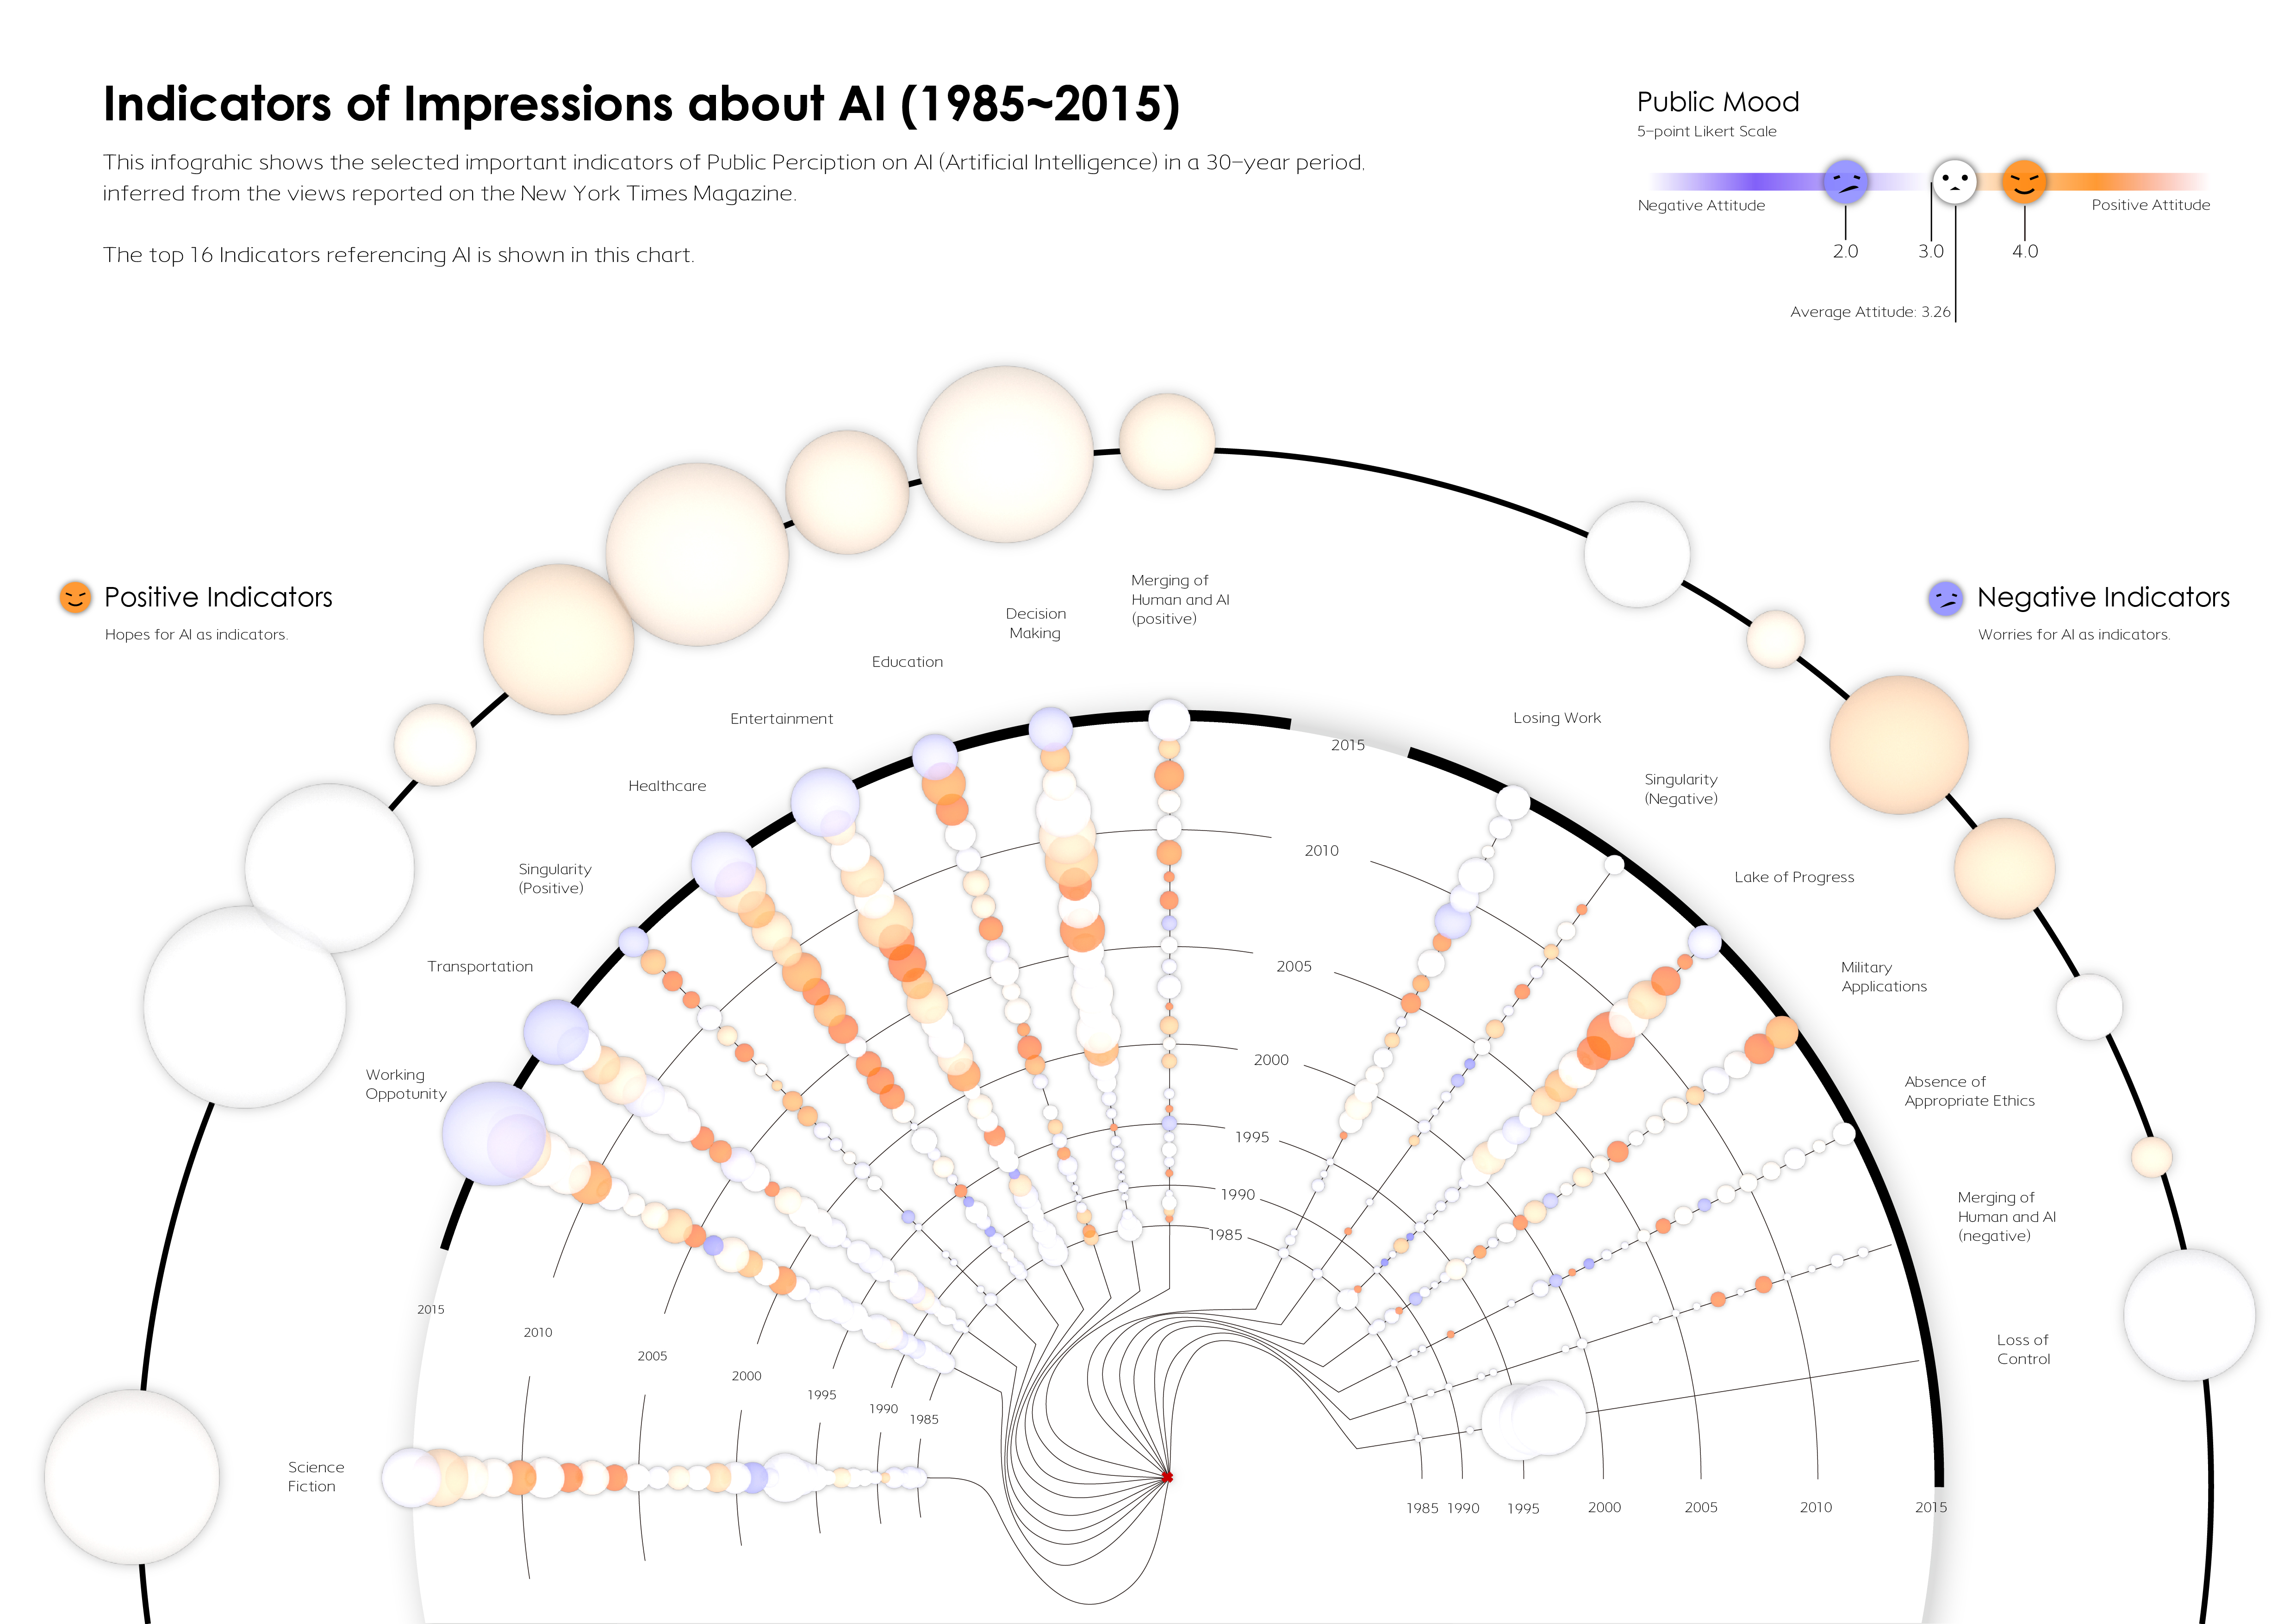 Indicators of Impressions about AI (1985~2015)
This infograhic shows the selected important indicators of Public Perciption on AI (Artificial Intelligence) in a 30-year period,
inferred from the views reported on the New York Times Magazine.
The top 16 Indicators referencing AI is shown in this chart.
Public Mood
5-point Likert Scale
Negative Attitude
Positive Attitude
2.0
3.0
4.0
Average Attitude: 3.26
Positive Indicators
Hopes for AI as indicators.
Negative Indicators
Worries for AI as indicators.
Science
Fiction
Working
Oppotunity
Transportation
Singularity
(Positive)
Healthcare
Entertainment
Education
Decision
Making
Merging of
Human and AI
(positive)
Losing Work
Singularity
(Negative)
Lake of Progress
Military
Applications
Absence of
Appropriate Ethics
Merging of
Human and AI
(negative)
Loss of
Control
2015
2010
2005
2000
1995
1990
1985
2015
2010
2005
2000
1995
1990
1985
1985
1990
1995
2000
2005
2010
2015